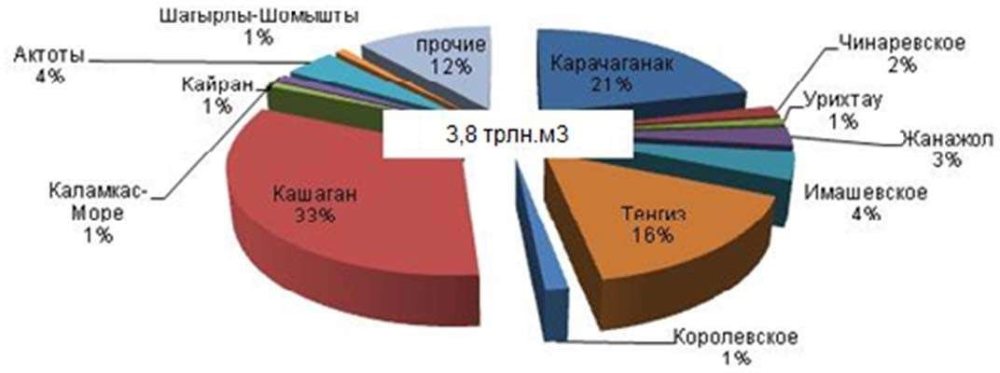 Шагырлы-Шомышты
1%
Актоты
4%
Кайран
1%
Каламкас-
Море
1%
Кашаган
33%
прочие
12%
3,8 трлн.м3
Карачаганак
21%
Чинаревское
2%
Урихтау
1%
Жанажол
3%
Имашевское
4%
Тенгиз
16%
Королевское
1%